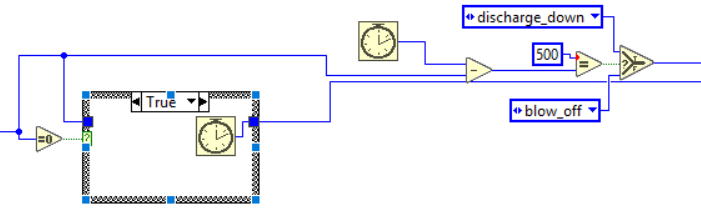 discharge_down
500
=
?
T
F
-
True
blow_off
=0
?